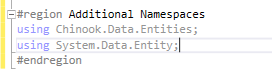 #region Additional Namespaces
using Chinook.Data.Entities;
using System.Data.Entity;
#endregion